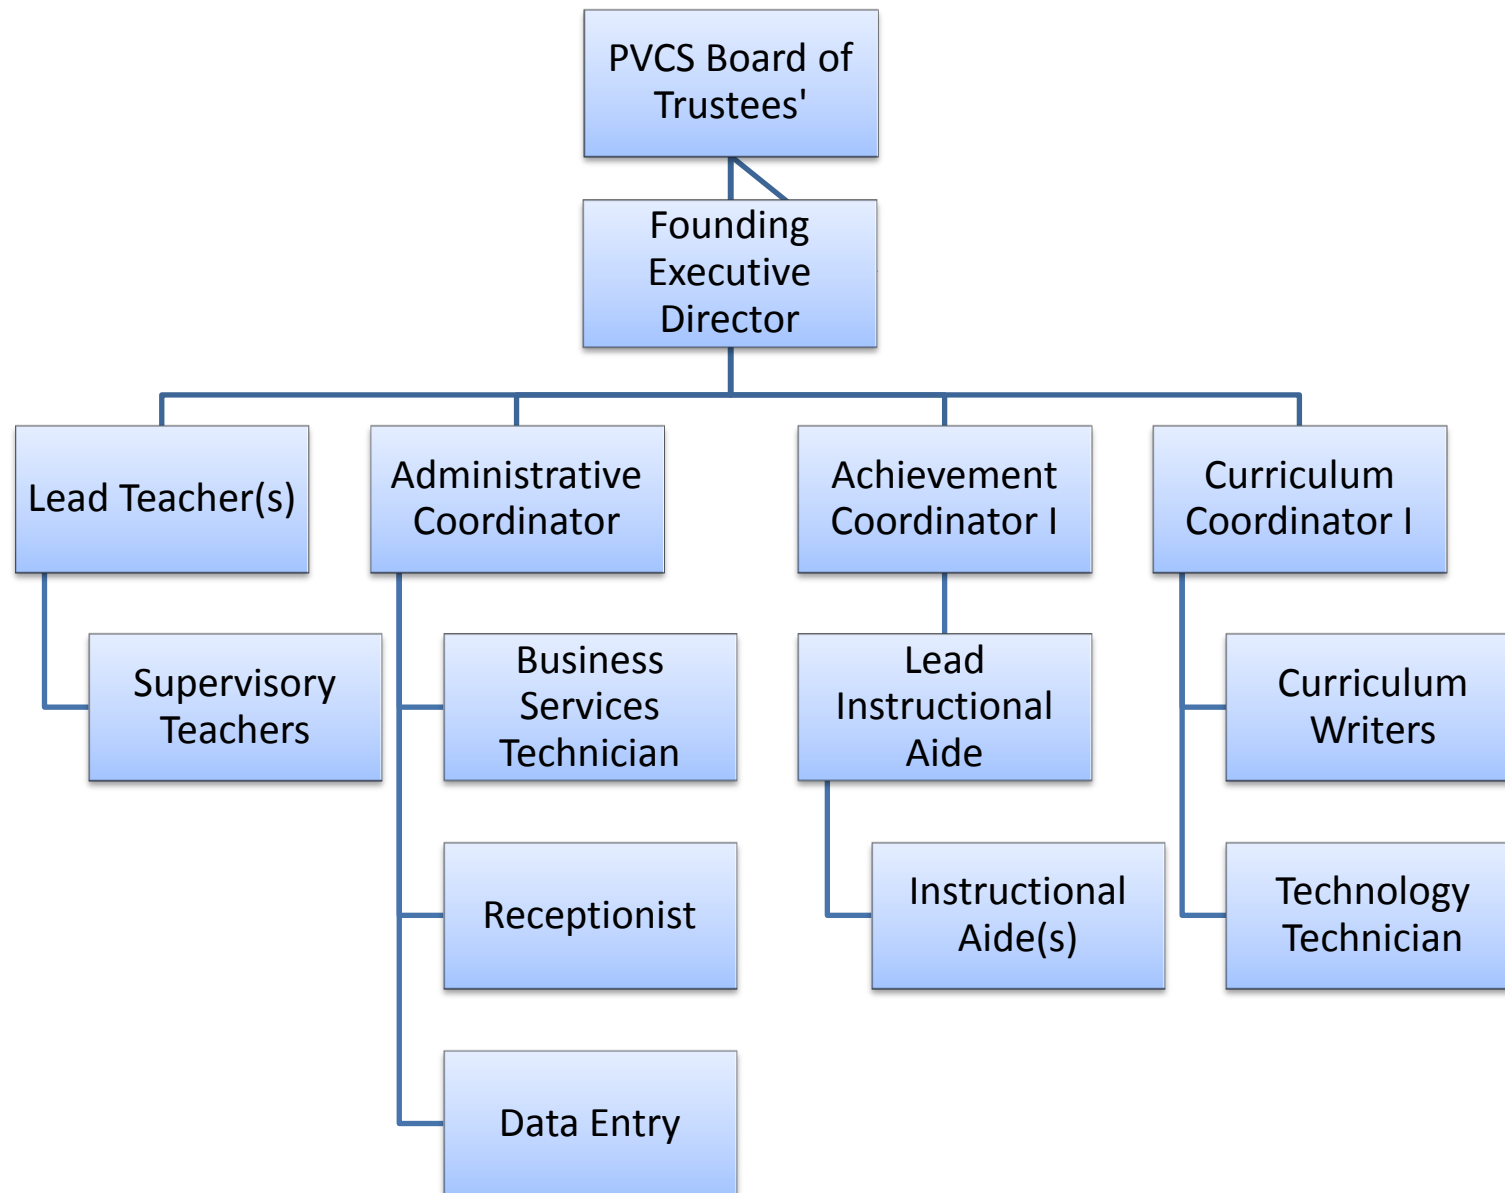 PVCS Board of
Trustees'
Founding
Executive
Director
Lead Teacher(s)
Administrative
Coordinator
Achievement
Coordinator I
Curriculum
Coordinator I
Supervisory
Teachers
Business
Services
Technician
Lead
Instructional
Aide
Curriculum
Writers
Receptionist
Instructional
Aide(s)
Technology
Technician
Data Entry